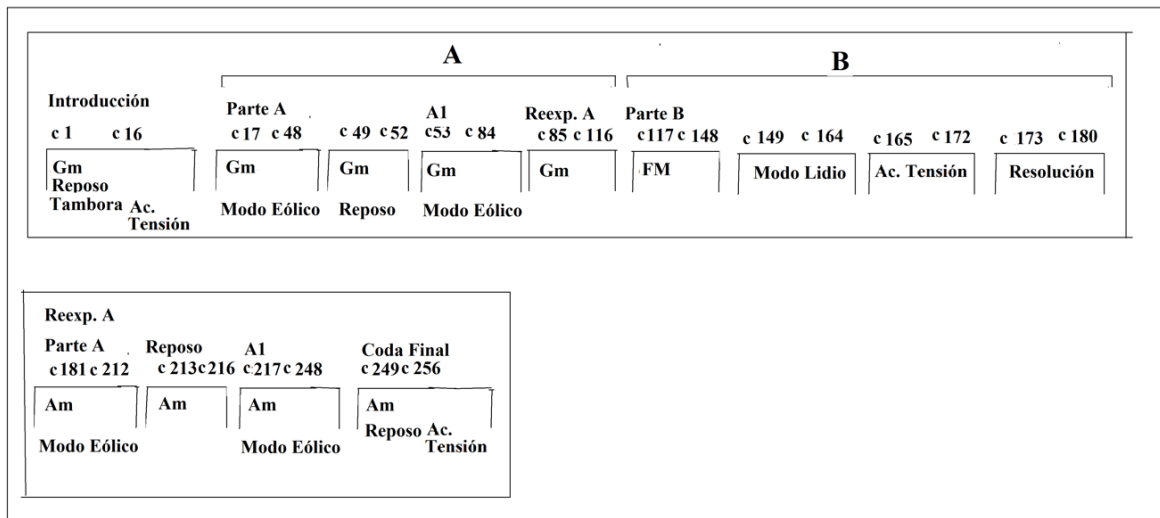 A B
Introducción
Parte A A1 Reexp. A Parte B
c 1 c 16 c 17 c 48 c 49 c 52 c53 c 84 c 85 c 116 c117 c 148 c 149 c 164 c 165 c 172 c 173 c 180
Gm Gm Gm Gm Gm FM Modo Lidio Ac. Tensión Resolución
Reposo
Tambora Ac. Modo Eólico Reposo Modo Eólico
Tensión
Reexp. A
Parte A Reposo A1 Coda Final
c181 c 212 c 213 c 216 c 217 c 248 c 249 c 256
Am Am Am Am
Reposo Ac.
Modo Eólico Modo Eólico Tensión